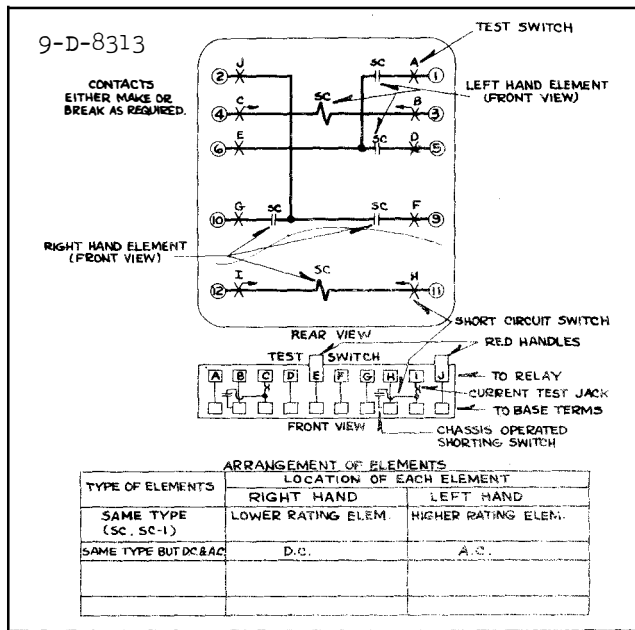 9-D-8313
TEST SWITCH
CONTACTS
EITHER MAKE OR
BREAK AS REQUIRED.
LEFT HAND ELEMENT
(FRONT VIEW)
2 J SC A 1
4 C SC B 3
6 E SC D 5
10 G SC SC F 9
RIGHT HAND ELEMENT
(FRONT VIEW)
12 I SC H 11
SHORT CIRCUIT SWITCH
REAR VIEW
RED HANDLES
TEST SWITCH
A B C D E F G H I J
TO RELAY
CURRENT TEST JACK
TO BASE TERMS
FRONT VIEW
CHASSIS OPERATED
SHORTING SWITCH
ARRANGEMENT OF ELEMENTS
TYPE OF ELEMENTS
LOCATION OF EACH ELEMENT
RIGHT HAND LEFT HAND
SAME TYPE
(SC, SC-1)
LOWER RATING ELEM. HIGHER RATING ELEM.
SAME TYPE BUT DC & AC D.C. A.C.